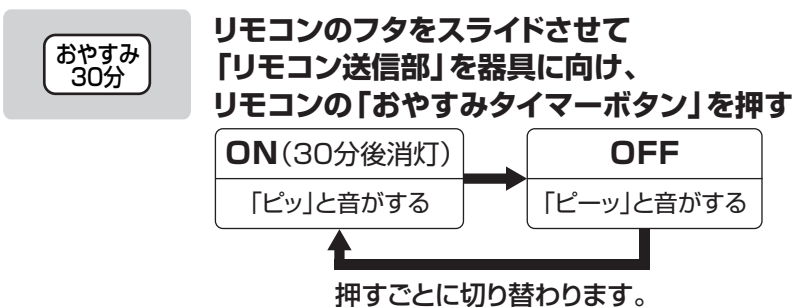 おやすみ
30分
リモコンのフタをスライドさせて
「リモコン送信部」を器具に向け、
リモコンの「おやすみタイマーボタン」を押す
ON（30分後消灯）
「ピッ」と音がする
OFF
「ピーッ」と音がする
押すごとに切り替わります。